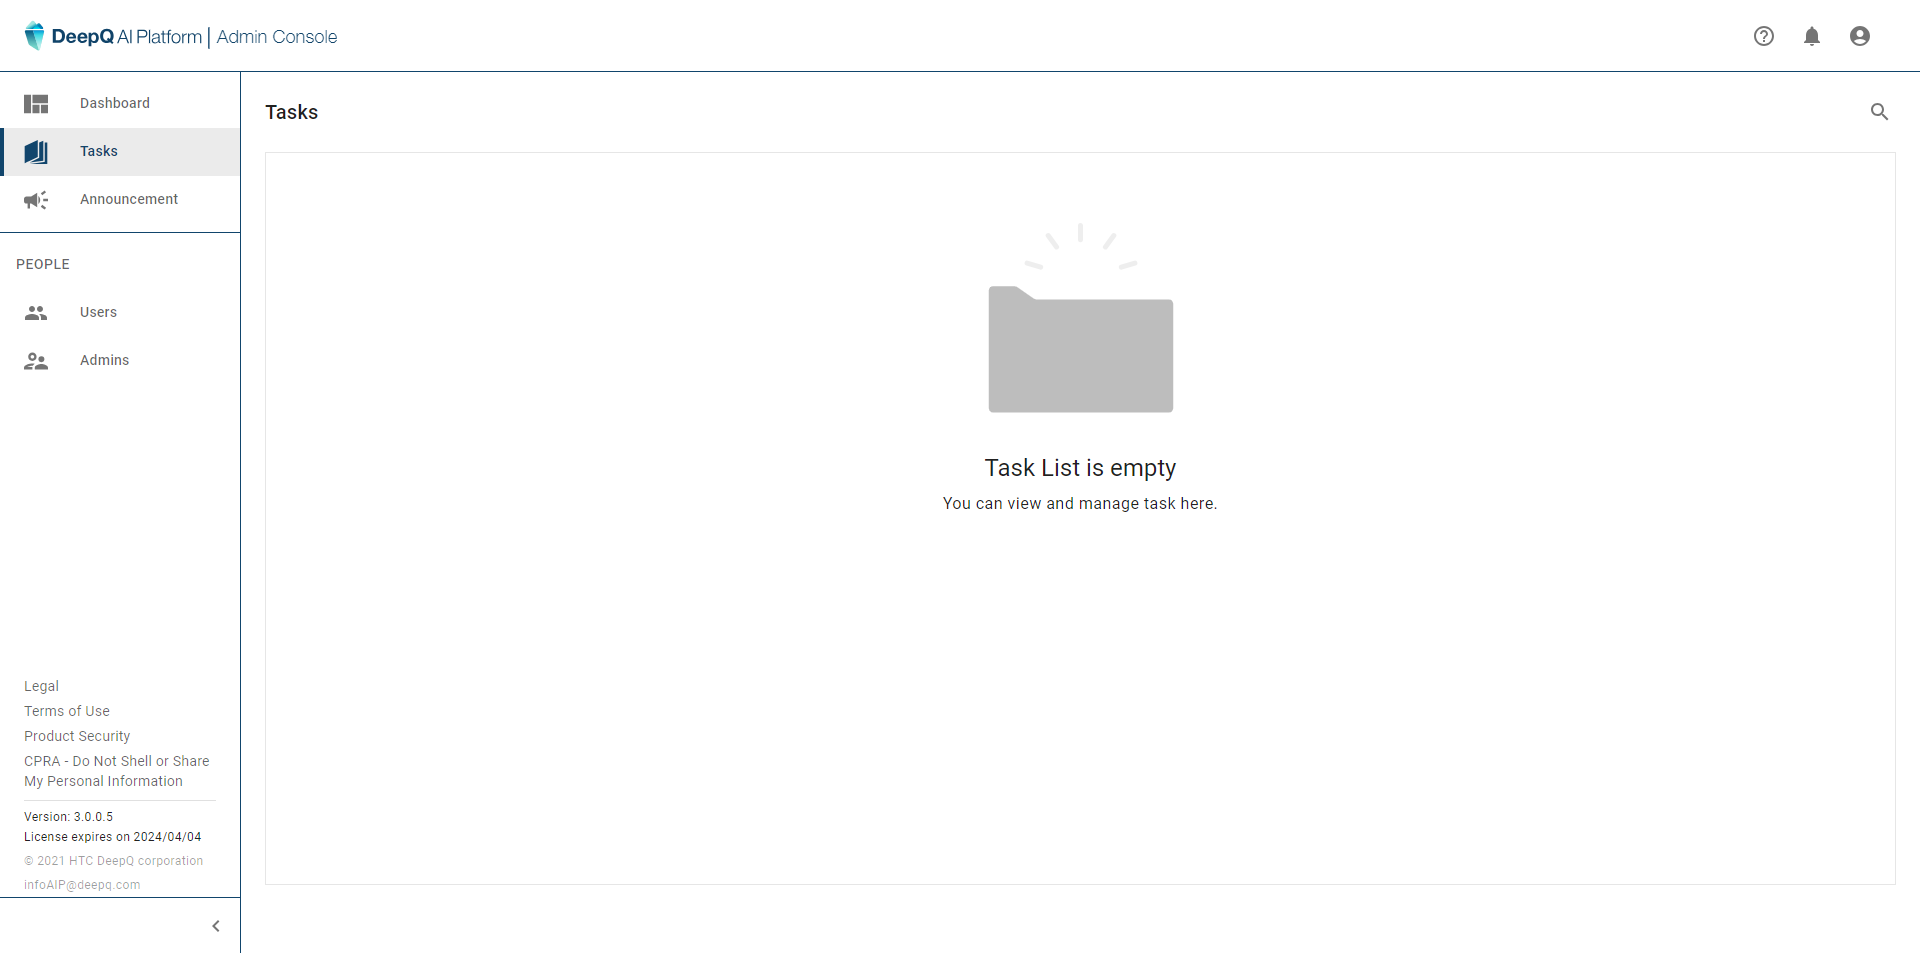 DeepQ AI Platform | Admin Console
Dashboard
Tasks
Announcement
PEOPLE
Users
Admins
Legal
Terms of Use
Product Security
CPRA - Do Not Shell or Share
My Personal Information
Version: 3.0.0.5
License expires on 2024/04/04
© 2021 HTC DeepQ corporation
infoAIP@deepq.com
Tasks
Task List is empty
You can view and manage task here.